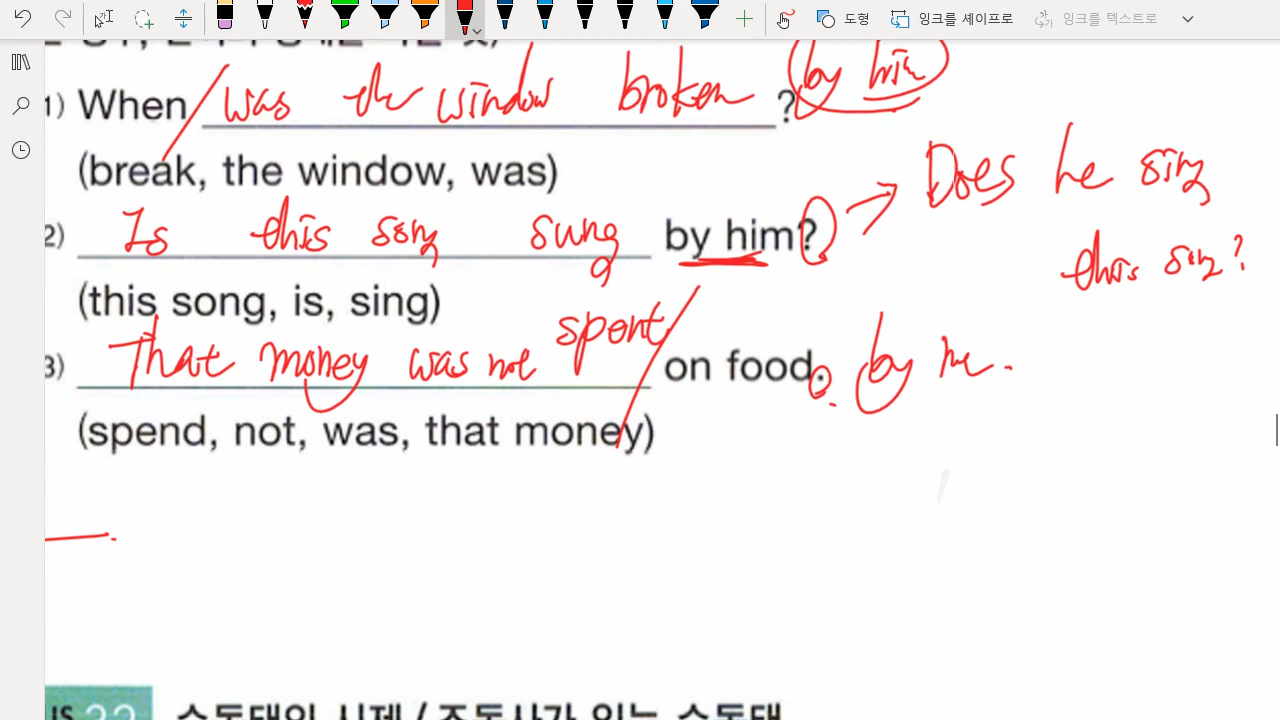 도형 잉크를 셰이프로 잉크를 텍스트로
by him
1) When was the window broken ?
(break, the window, was)
Does he sing
this song?
2) Is this song sung by him?
(this song, is, sing)
3) That money was not spent on food. by me.
(spend, not, was, that money)